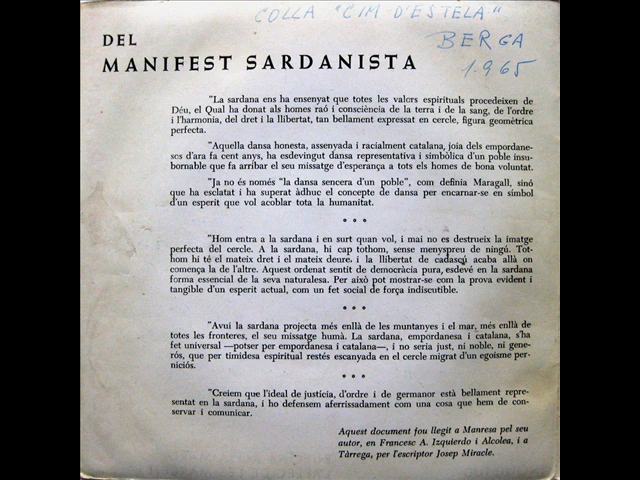 COLLA "CIM D'ESTELA"
BERGA
1-965
DEL
MANIFEST SARDANISTA
"La sardana ens ha ensenyat que totes les valors espirituals procedeixen de
Déu, el Qual ha donat als homes raó i consciència de la terra i de la sang, de l'ordre
i l'harmonia, del dret i la llibertat, tan bellament expressat en cercle, figura geomètrica
perfecta.
"Aquella dansa honesta, assenyada i racialment catalana, joia dels empordane-
sos d'ara fa cent anys, ha esdevingut dansa representativa i simbòlica d'un poble insu-
bornable que fa arribar el seu missatge d'esperança a tots els homes de bona voluntat.
"Ja no és només "la dansa sencera d'un poble", com definia Maragall, sinó
que ha esclatat i ha superat àdhuc el concepte de dansa per encarnar-se en símbol
d'un esperit que vol acoblar tota la humanitat.
* * *
"Hom entra a la sardana i en surt quan vol, i mai no es destrueix la imatge
perfecta del cercle. A la sardana, hi cap tothom, sense menyspreu de ningú. Tot-
hom hi té el mateix dret i el mateix deure, i la llibertat de cadascú acaba allà on
comença la de l'altre. Aquest ordenat sentit de democràcia pura, esdevé en la sardana
forma essencial de la seva naturalesa. Per això pot mostrar-se com la prova evident i
tangible d'un esperit actual, com un fet social de força indiscutible.
* * *
"Avui la sardana projecta més enllà de les muntanyes i el mar, més enllà de
totes les fronteres, el seu missatge humà. La sardana, empordanesa i catalana, s'ha
fet universal —potser per empordanesa i catalana—, i no seria just, ni noble, ni gene-
rós, que per timidesa espiritual restés escanyada en el cercle migrat d'un egoisme per-
niciós.
* * *
"Creiem que l'ideal de justícia, d'ordre i de germanor està bellament repre-
sentat en la sardana, i ho defensem aferrissadament com una cosa que hem de con-
servar i comunicar.
Aquest document fou llegit a Manresa pel seu
autor, en Francesc A. Izquierdo i Alcolea, i a
Tàrrega, per l'escriptor Josep Miracle.